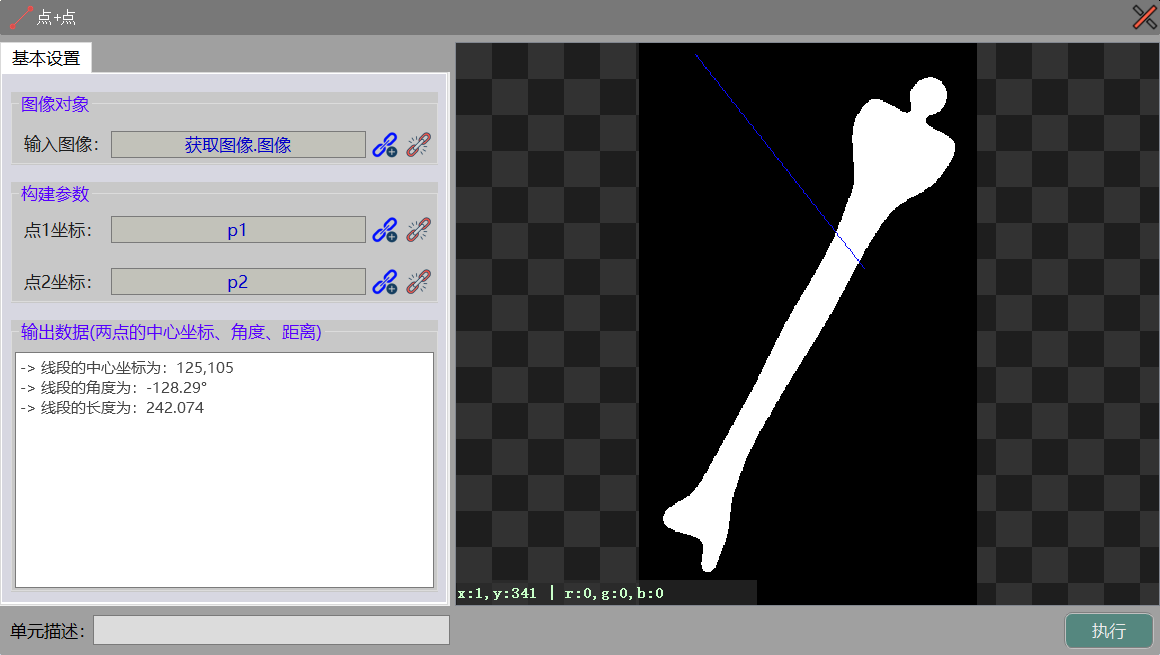 点+点
基本设置
图像对象
输入图像: 获取图像.图像
构建参数
点1坐标: p1
点2坐标: p2
输出数据(两点的中心坐标、角度、距离)
-> 线段的中心坐标为：125,105
-> 线段的角度为：-128.29°
-> 线段的长度为：242.074
x:1,y:341 | r:0,g:0,b:0
单元描述:
执行